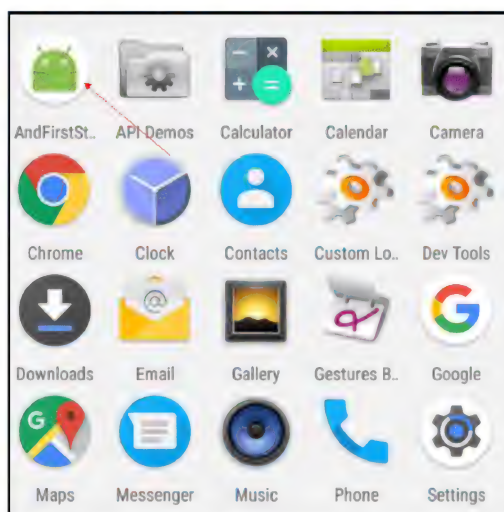 AndFirstSt.. API Demos Calculator Calendar Camera
Chrome Clock Contacts Custom Lo.. Dev Tools
Downloads Email Gallery Gestures B.. Google
Maps Messenger Music Phone Settings